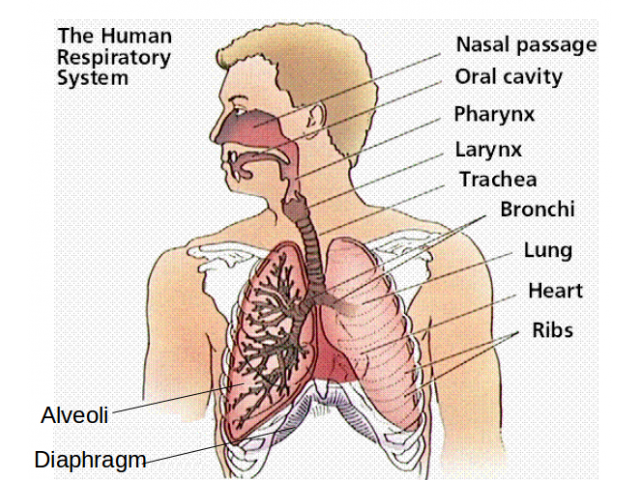 The Human
Respiratory
System
Nasal passage
Oral cavity
Pharynx
Larynx
Trachea
Bronchi
Lung
Heart
Ribs
Alveoli
Diaphragm